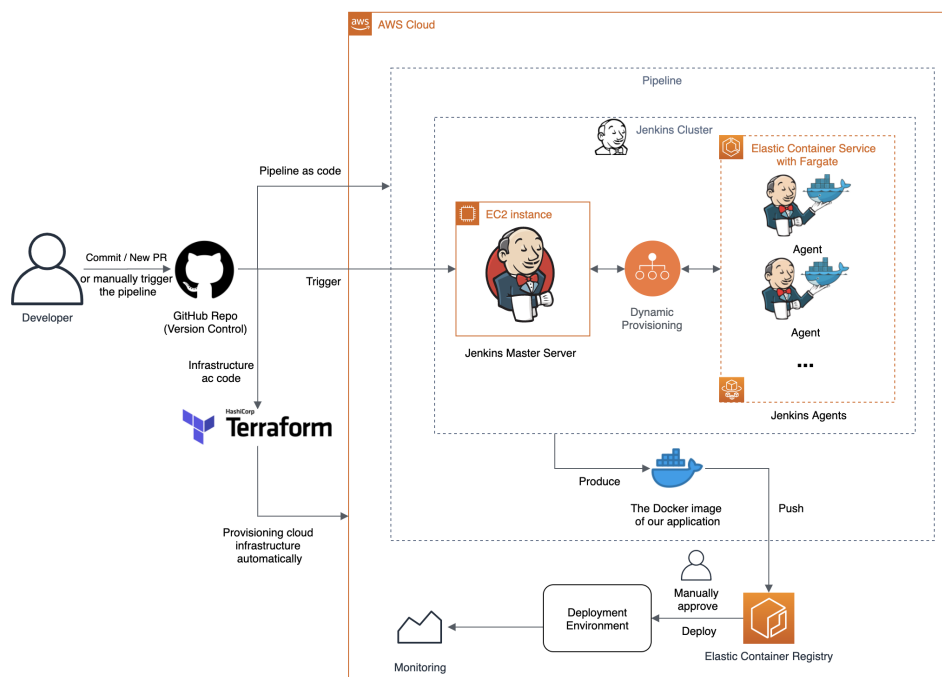 aws
AWS Cloud
Pipeline
Jenkins Cluster
Elastic Container Service
with Fargate
Pipeline as code
EC2 instance
Agent
Commit / New PR
or manually trigger
the pipeline
Trigger
Developer
GitHub Repo
(Version Control)
Dynamic
Provisioning
Agent
Jenkins Master Server
...
Infrastructure
ac code
HashiCorp
Terraform
Jenkins Agents
Produce
The Docker image
of our application
Push
Provisioning cloud
infrastructure
automatically
Manually
approve
Deployment
Environment
Deploy
Elastic Container Registry
Monitoring